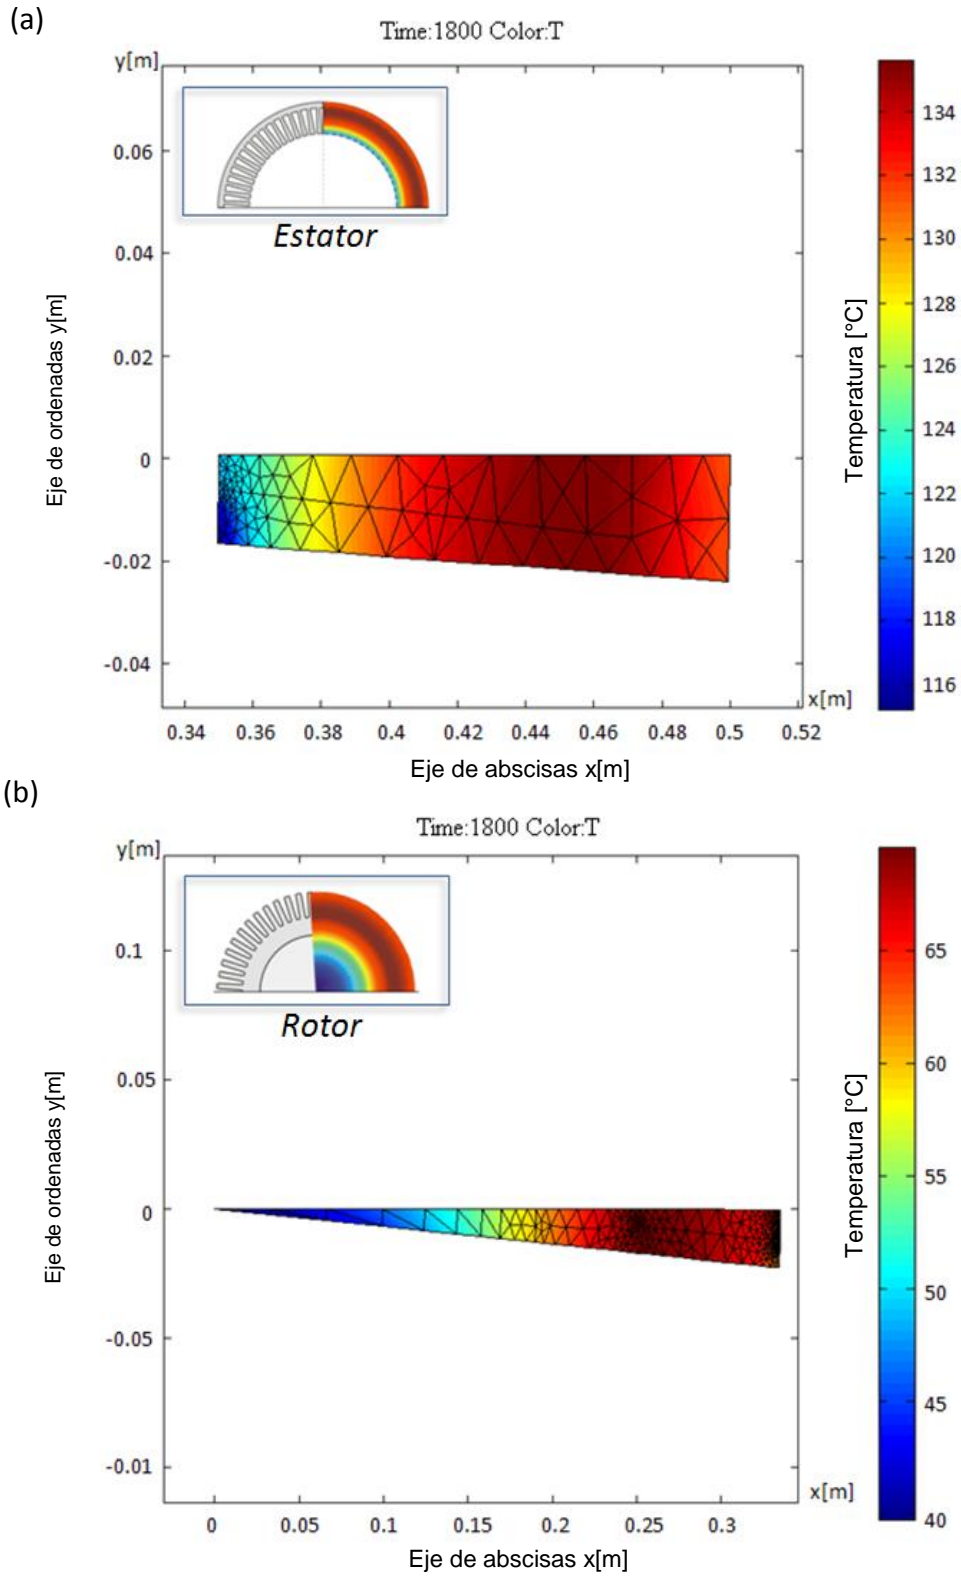 (a)
Time:1800 Color:T
y[m]
Estator
0.06
0.04
0.02
0
-0.02
-0.04
Eje de ordenadas y[m]
0.34 0.36 0.38 0.4 0.42 0.44 0.46 0.48 0.5 0.52
x[m]
Eje de abscisas x[m]
Temperatura [°C]
134
132
130
128
126
124
122
120
118
116
(b)
Time:1800 Color:T
y[m]
Rotor
0.1
0.05
0
-0.05
-0.01
Eje de ordenadas y[m]
0 0.05 0.1 0.15 0.2 0.25 0.3
x[m]
Eje de abscisas x[m]
Temperatura [°C]
65
60
55
50
45
40